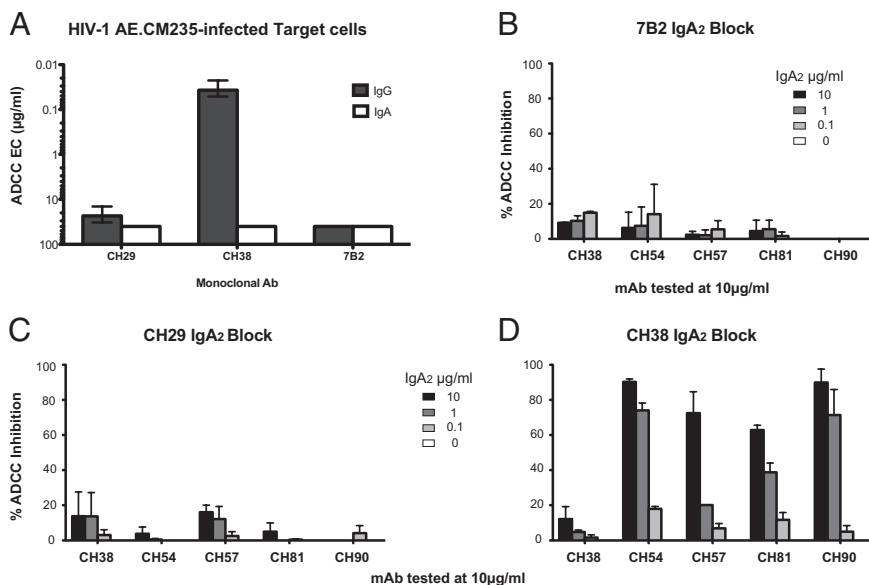 A
HIV-1 AE.CM235-infected Target cells
ADCC EC (µg/ml)
0.01
0.1
1
10
100
IgG
IgA
CH29 CH38 7B2
Monoclonal Ab
B
7B2 IgA2 Block
% ADCC Inhibition
100
80
60
40
20
0
IgA2 µg/ml
10
1
0.1
0
CH38 CH54 CH57 CH81 CH90
mAb tested at 10µg/ml
C
CH29 IgA2 Block
% ADCC Inhibition
100
80
60
40
20
0
IgA2 µg/ml
10
1
0.1
0
CH38 CH54 CH57 CH81 CH90
D
CH38 IgA2 Block
% ADCC Inhibition
100
80
60
40
20
0
CH38 CH54 CH57 CH81 CH90
mAb tested at 10µg/ml